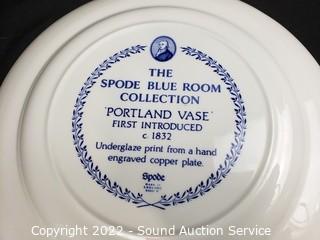 THE
SPODE BLUE ROOM
COLLECTION
'PORTLAND VASE'
FIRST INTRODUCED
c 1832
Underglaze print from a hand
engraved copper plate.
Spode
Copyright 2022 - Sound Auction Service